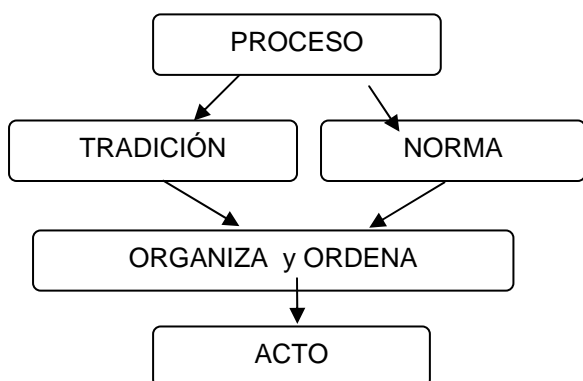 PROCESO
TRADICIÓN NORMA
ORGANIZA y ORDENA
ACTO